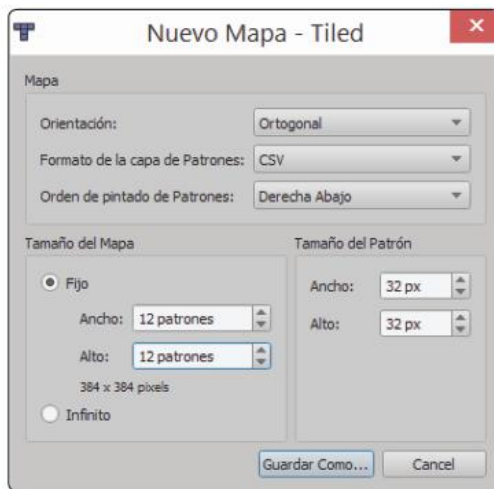 Nuevo Mapa - Tiled
Mapa
Orientación: Ortogonal
Formato de la capa de Patrones: CSV
Orden de pintado de Patrones: Derecha Abajo
Tamaño del Mapa
Fijo
Ancho: 12 patrones
Alto: 12 patrones
384 x 384 pixels
Infinito
Tamaño del Patrón
Ancho: 32 px
Alto: 32 px
Guardar Como... Cancel